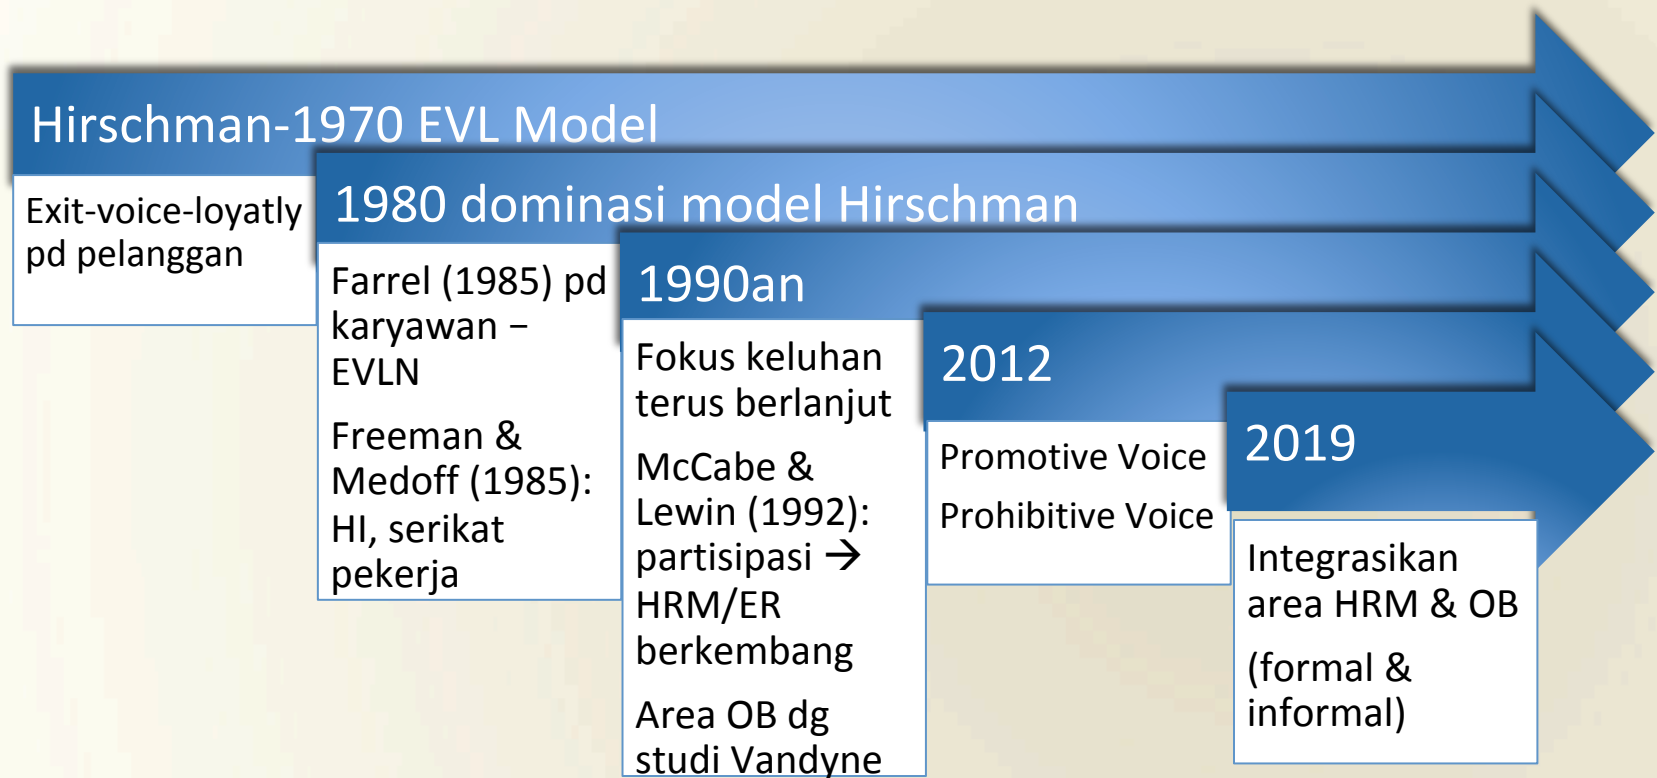 Hirschman-1970 EVL Model
Exit-voice-loyatly
pd pelanggan
1980 dominasi model Hirschman
Farrel (1985) pd
karyawan –
EVLN
Freeman &
Medoff (1985):
HI, serikat
pekerja
1990an
Fokus keluhan
terus berlanjut
McCabe &
Lewin (1992):
partisipasi →
HRM/ER
berkembang
Area OB dg
studi Vandyne
2012
Promotive Voice
Prohibitive Voice
2019
Integrasikan
area HRM & OB
(formal &
informal)